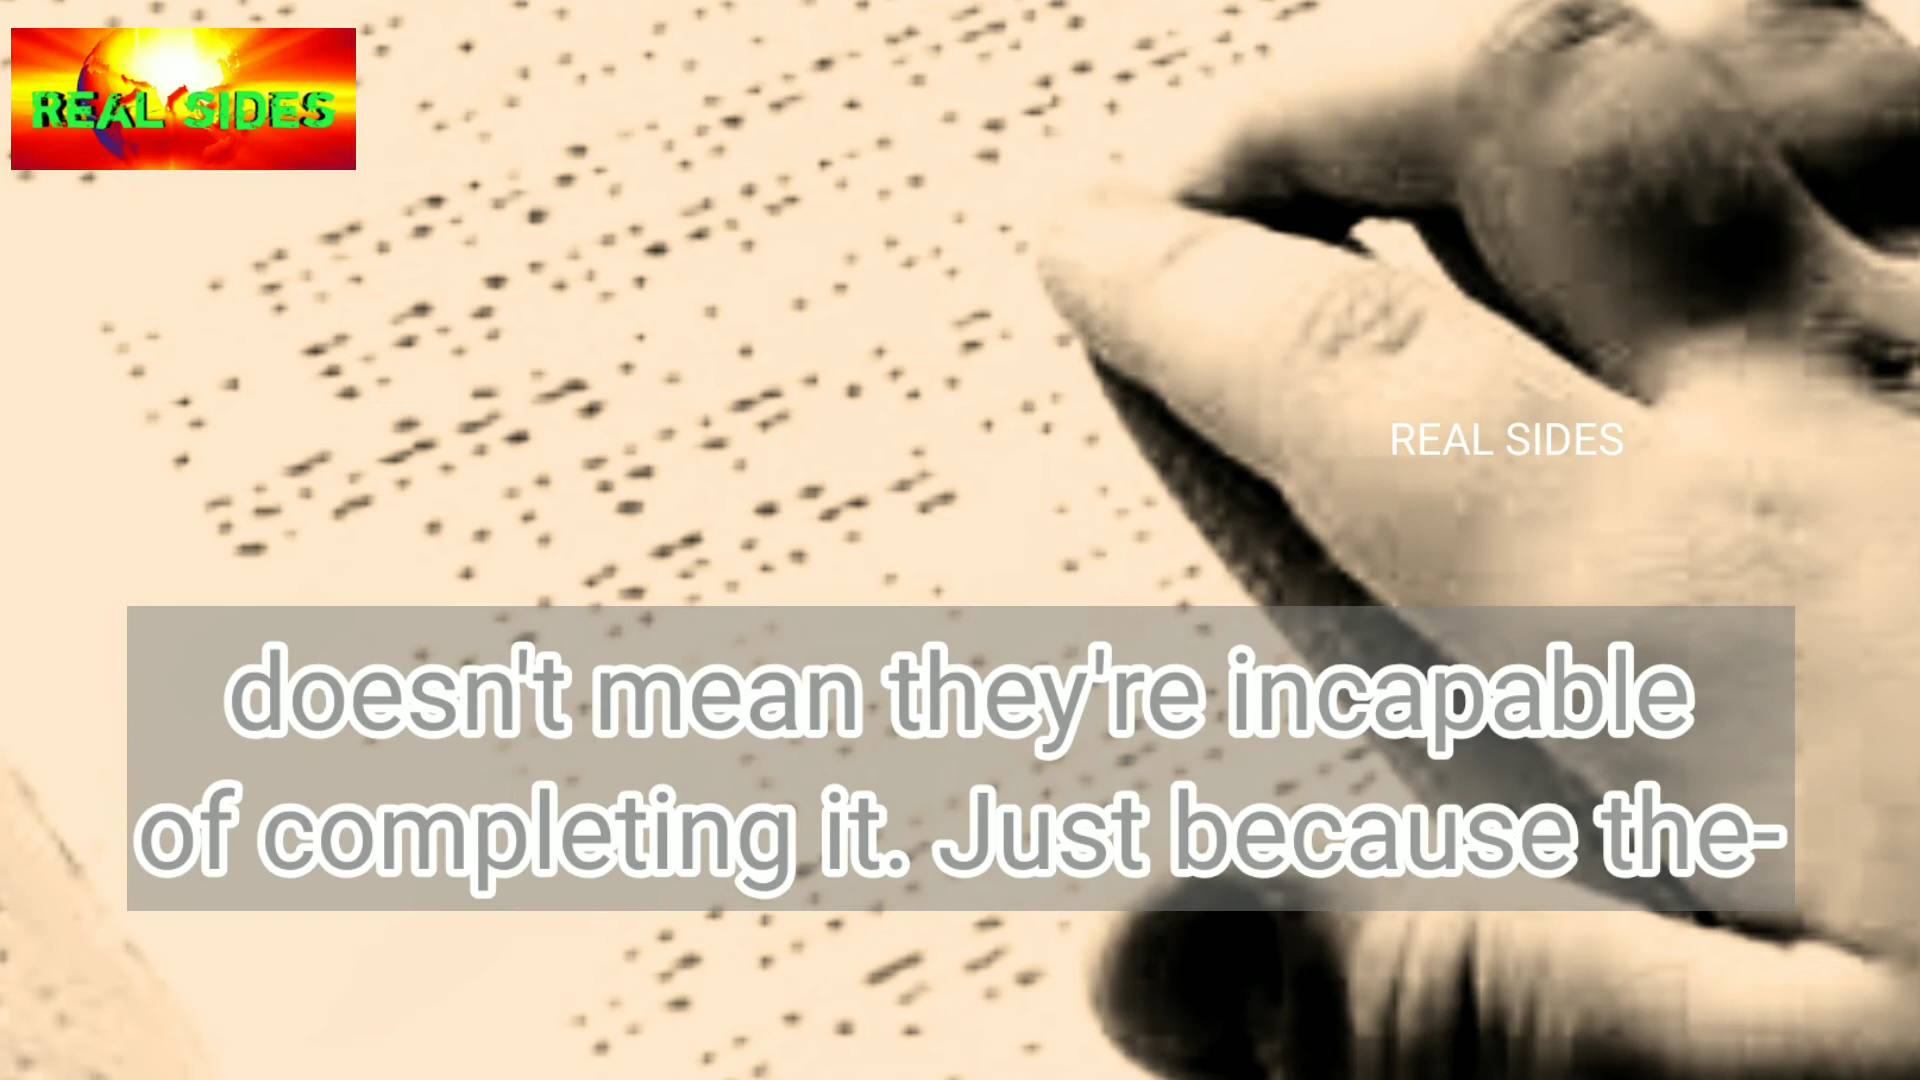 REAL SIDES
REAL SIDES
doesn't mean they're incapable
of completing it. Just because the-